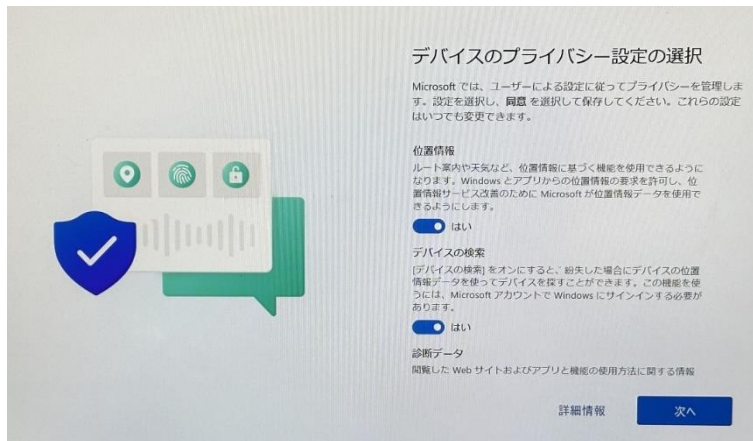 デバイスのプライバシー設定の選択
Microsoft では、ユーザーによる設定に従ってプライバシーを管理しま
す。設定を選択し、同意 を選択して保存してください。これらの設定
はいつでも変更できます。
位置情報
ルート案内や天気など、位置情報に基づく機能を使用できるように
なります。Windows とアプリからの位置情報の要求を許可し、位
置情報サービス改善のために Microsoft が位置情報データを使用で
きるようにします。
はい
デバイスの検索
[デバイスの検索] をオンにすると、紛失した場合にデバイスの位置
情報データを使ってデバイスを探すことができます。この機能を使
うには、Microsoft アカウントで Windows にサインインする必要が
あります。
はい
診断データ
閲覧した Web サイトおよびアプリと機能の使用方法に関する情報
詳細情報
次へ